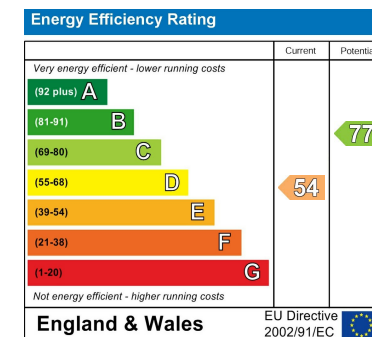 Energy Efficiency Rating
Current Potential
Very energy efficient - lower running costs
(92 plus) A
(81-91) B
77
(69-80) C
(55-68) D
54
(39-54) E
(21-38) F
(1-20) G
Not energy efficient - higher running costs
England & Wales
EU Directive
2002/91/EC